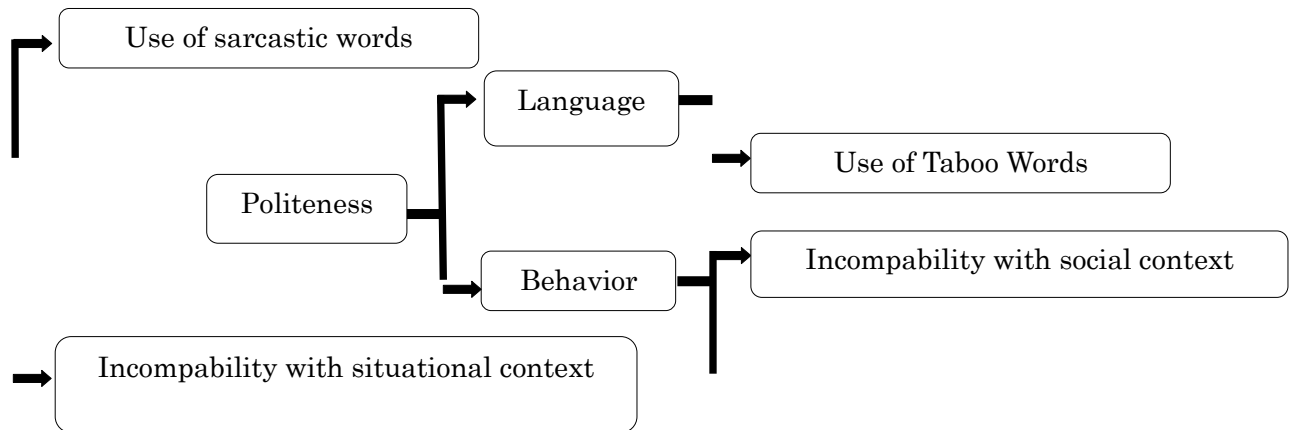 Use of sarcastic words
Language
Use of Taboo Words
Politeness
Incompability with social context
Behavior
Incompability with situational context